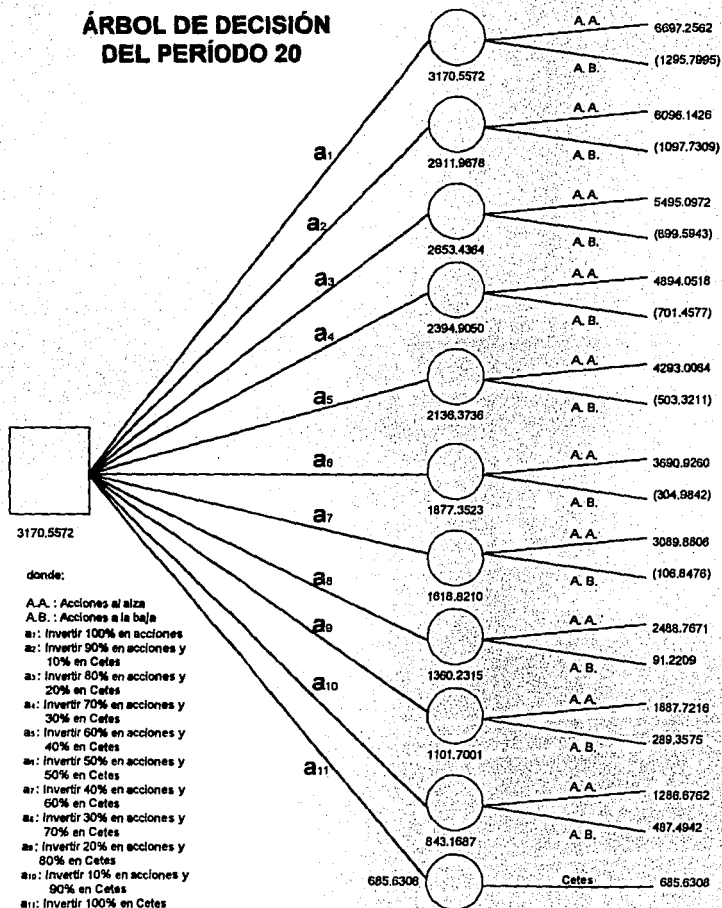 ÁRBOL DE DECISIÓN
DEL PERÍODO 20
a1
a2
a3
a4
a5
a6
a7
a8
a9
a10
a11
3170.5572
A.A.
6697.2562
A.B.
(1295.7995)
3170.5572
A.A.
6096.1426
A.B.
(1097.7309)
2911.9678
A.A.
5495.0972
A.B.
(899.5943)
2653.4364
A.A.
4894.0518
A.B.
(701.4577)
2394.9050
A.A.
4293.0064
A.B.
(503.3211)
2136.3736
A.A.
3690.9260
A.B.
(304.9842)
1877.3523
A.A.
3089.8806
A.B.
(106.8476)
1618.8210
A.A.
2488.7671
A.B.
91.2209
1360.2315
A.A.
1887.7216
A.B.
289.3575
1101.7001
A.A.
1286.6762
A.B.
487.4942
843.1687
685.6308
Cetes
685.6308
donde:
A.A. : Acciones al alza
A.B. : Acciones a la baja
a1: Invertir 100% en acciones
a2: Invertir 90% en acciones y
10% en Cetes
a3: Invertir 80% en acciones y
20% en Cetes
a4: Invertir 70% en acciones y
30% en Cetes
a5: Invertir 60% en acciones y
40% en Cetes
a6: Invertir 50% en acciones y
50% en Cetes
a7: Invertir 40% en acciones y
60% en Cetes
a8: Invertir 30% en acciones y
70% en Cetes
a9: Invertir 20% en acciones y
80% en Cetes
a10: Invertir 10% en acciones y
90% en Cetes
a11: Invertir 100% en Cetes